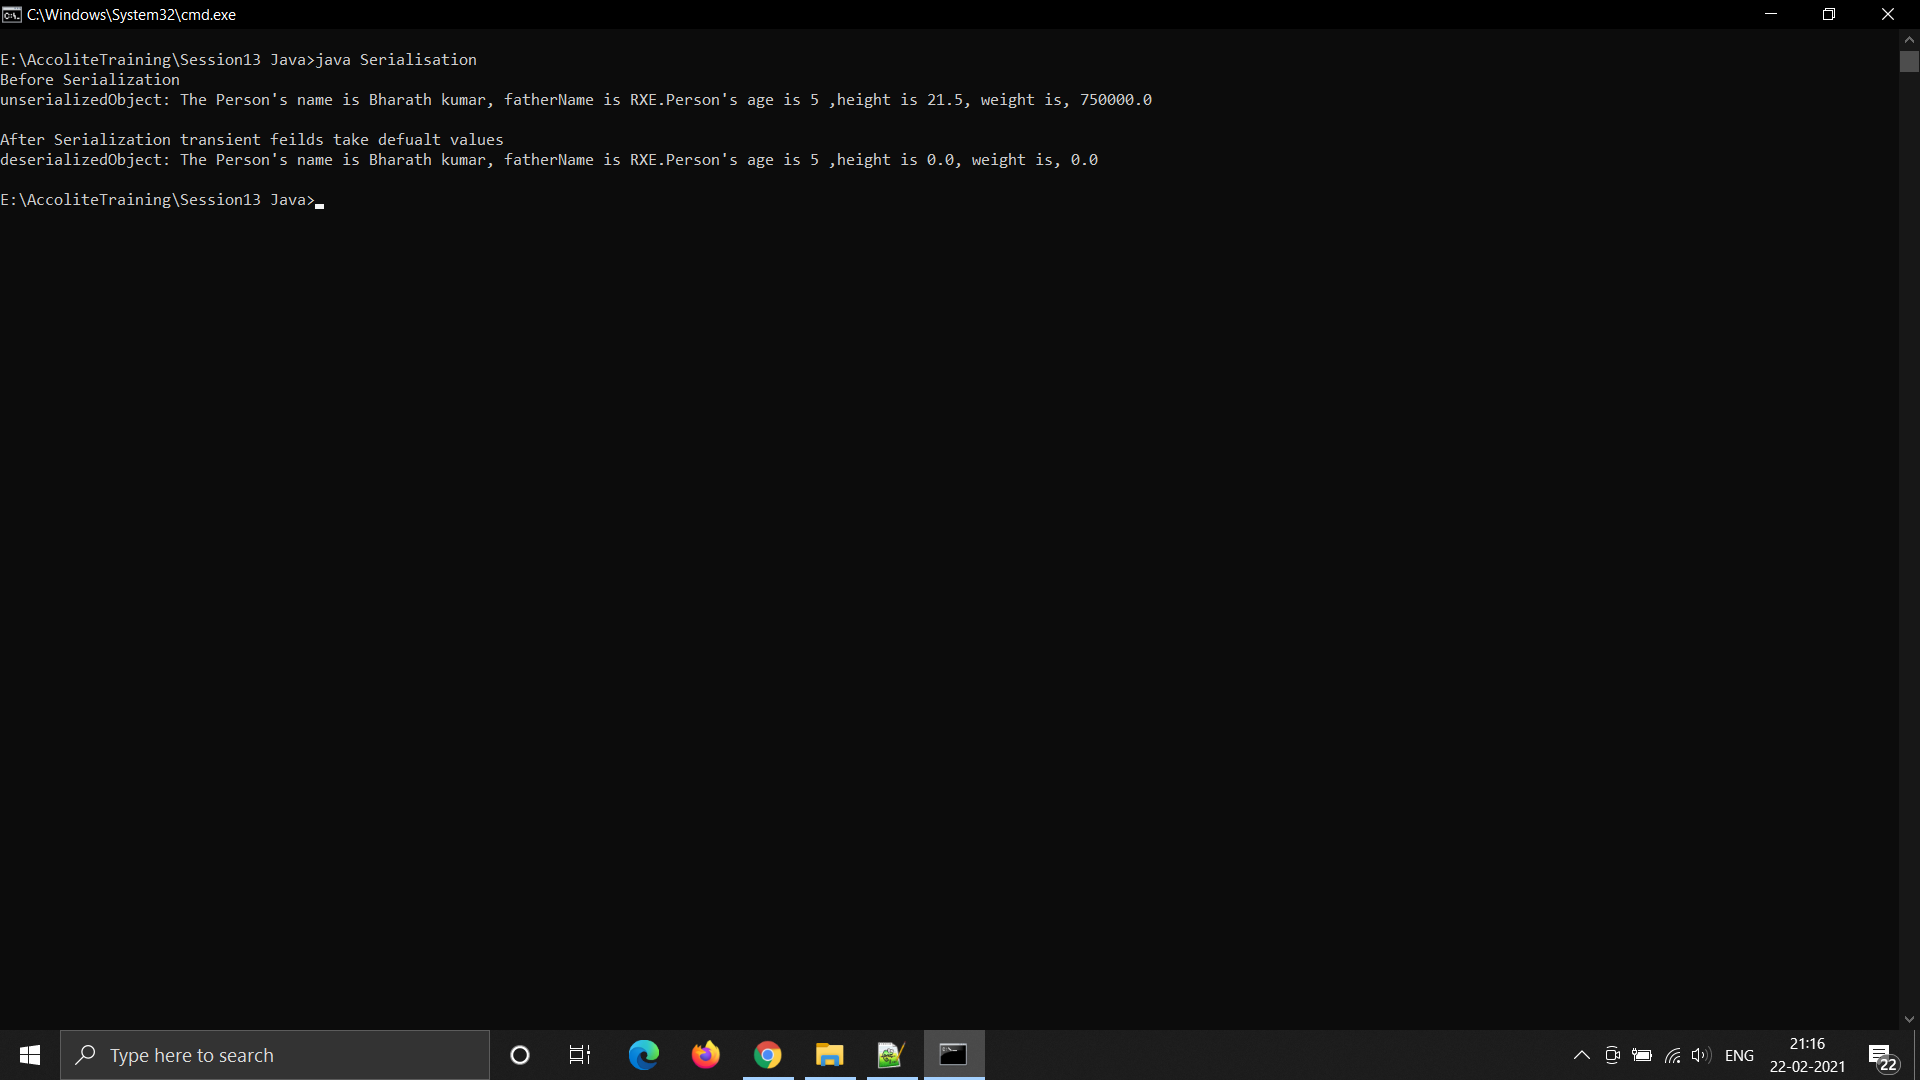 C:\Windows\System32\cmd.exe
E:\AccoliteTraining\Session13 Java>java Serialisation
Before Serialization
unserializedObject: The Person's name is Bharath kumar, fatherName is RXE.Person's age is 5 ,height is 21.5, weight is, 750000.0
After Serialization transient feilds take defualt values
deserializedObject: The Person's name is Bharath kumar, fatherName is RXE.Person's age is 5 ,height is 0.0, weight is, 0.0
E:\AccoliteTraining\Session13 Java>
Type here to search
ENG
21:16
22-02-2021
22